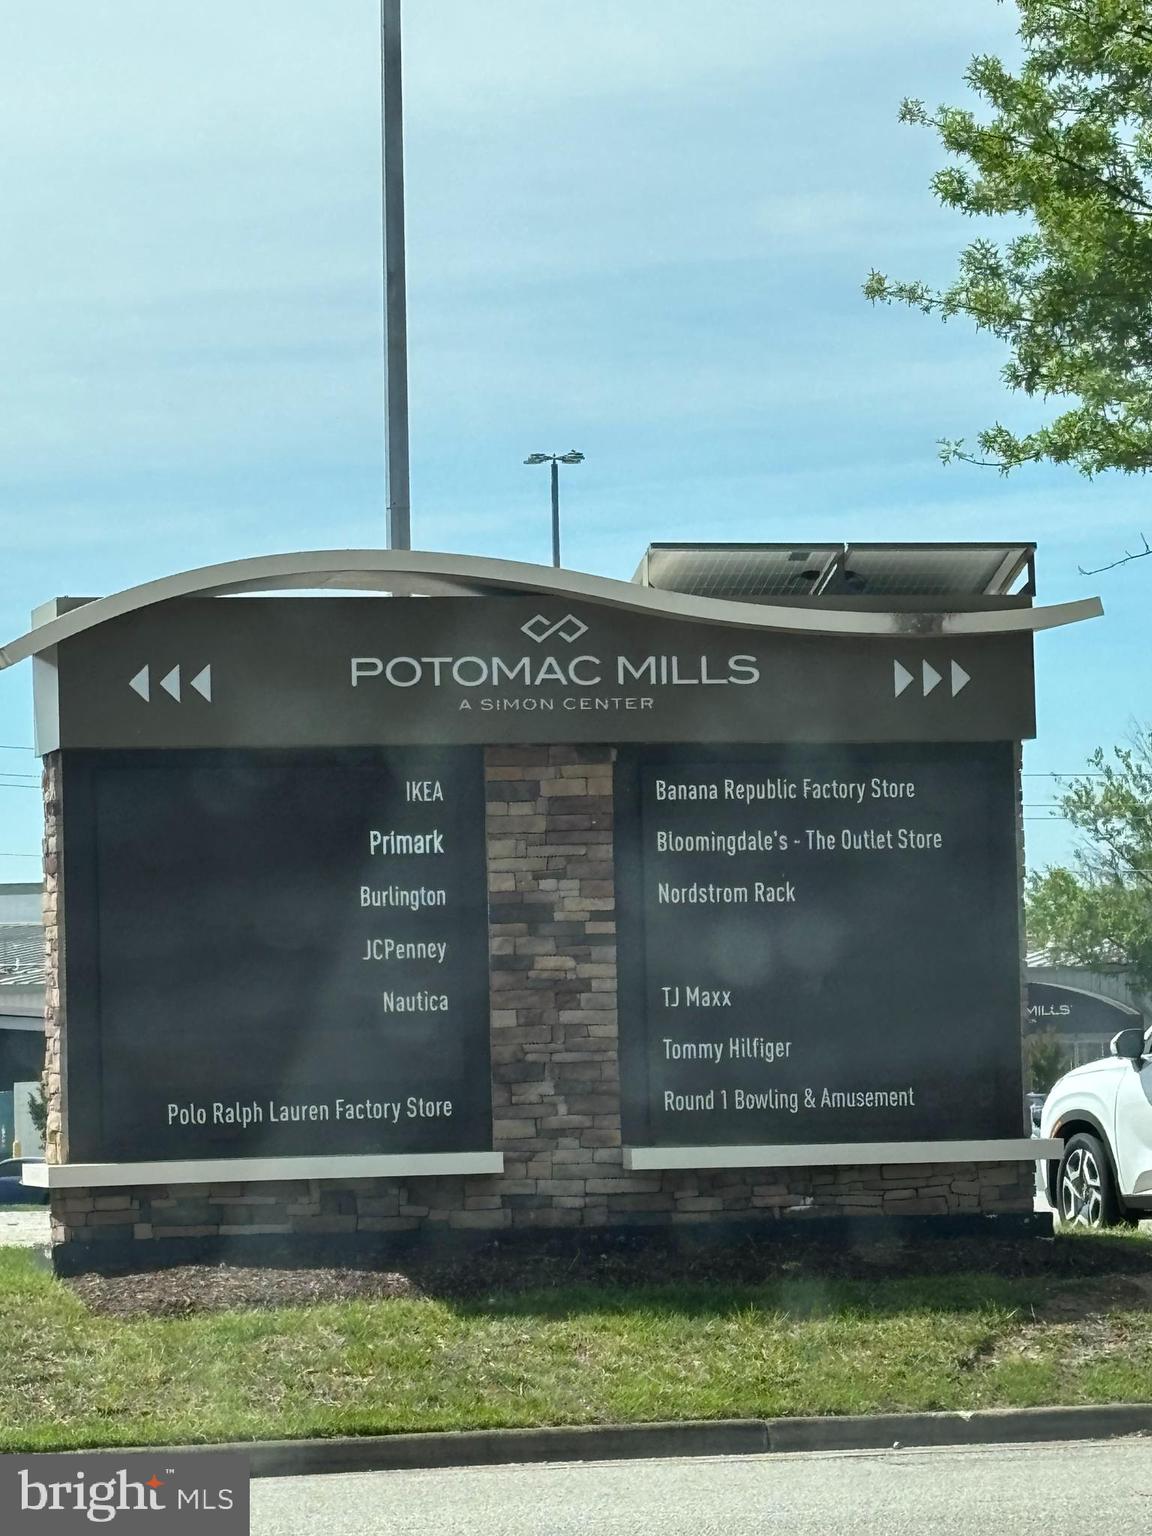 POTOMAC MILLS
A SIMON CENTER
IKEA
Primark
Burlington
JCPenney
Nautica
Polo Ralph Lauren Factory Store
Banana Republic Factory Store
Bloomingdale's - The Outlet Store
Nordstrom Rack
TJ Maxx
Tommy Hilfiger
Round 1 Bowling & Amusement
MILLS
bright™ MLS